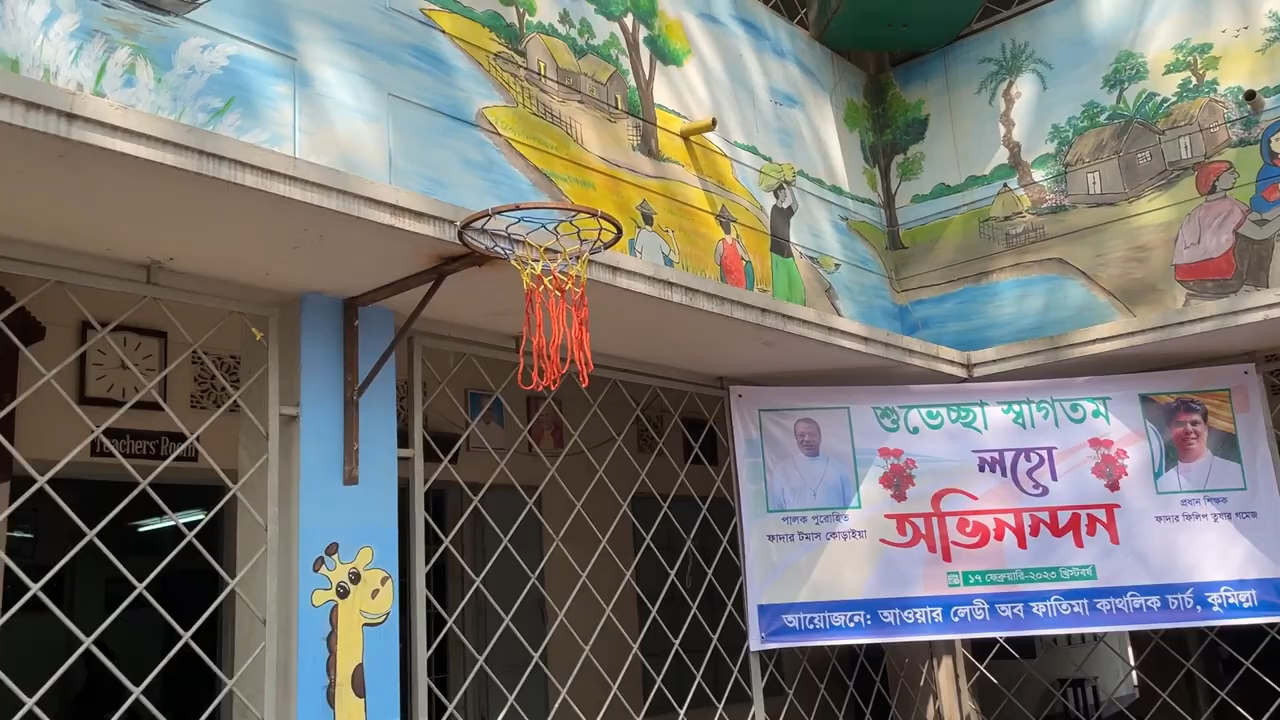 Teachers' Room
শুভেচ্ছা স্বাগতম
লহো
অভিনন্দন
পালক পুরোহিত
ফাদার টমাস কোড়াইয়া
প্রধান শিক্ষক
ফাদার ফিলিপ তুষার গমেজ
১৭ ফেব্রুয়ারি-২০২৩ খ্রিস্টবর্ষ
আয়োজনে: আওয়ার লেডী অব ফাতিমা কাথলিক চার্চ, কুমিল্লা